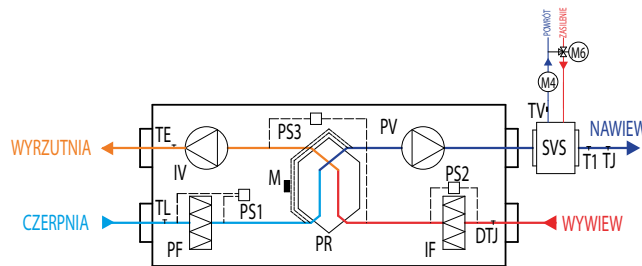 POWRÓT
ZASILENIE
M6
M4
TV
TE
PS3
PV
WYRZUTNIA
IV
SVS
NAWIEW
T1 TJ
M
PS2
TL
PS1
CZERPNIA
WYWIEW
PF
PR
IF
DTJ